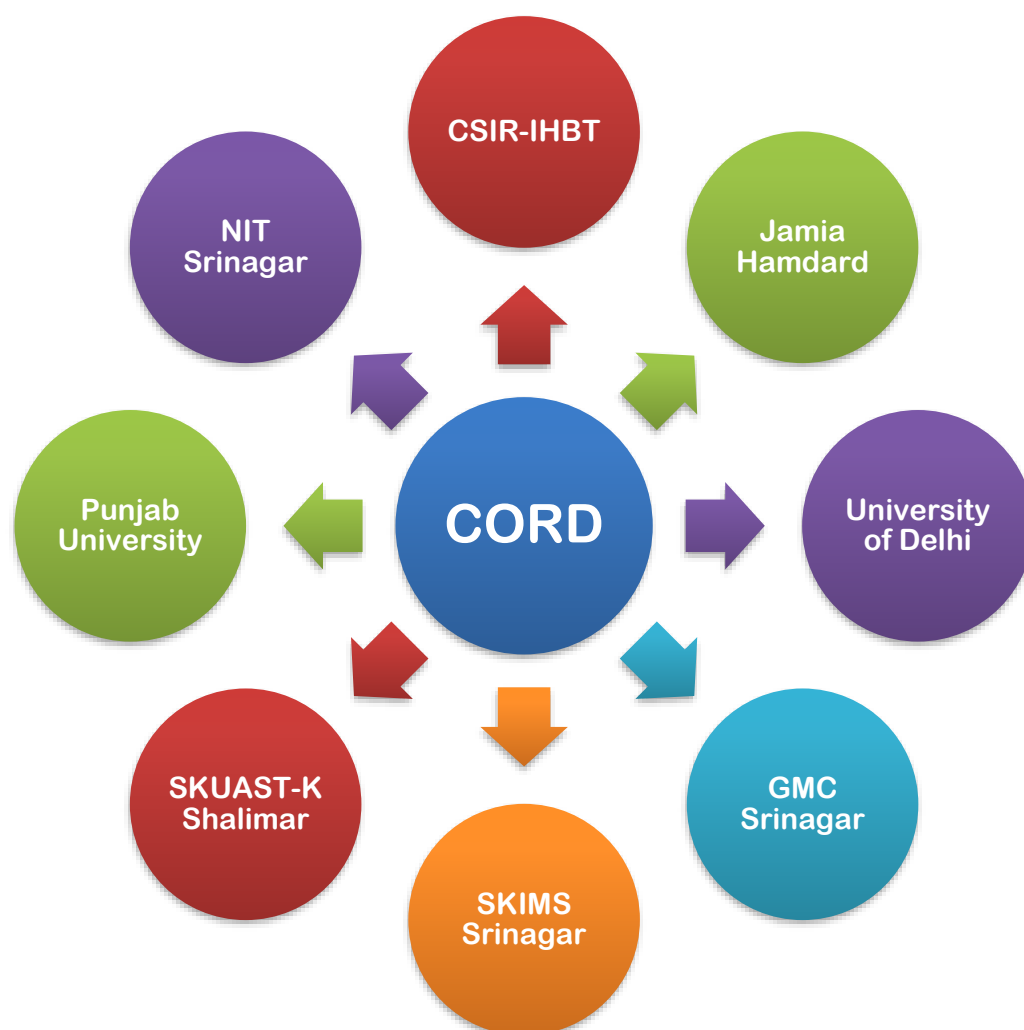 CSIR-IHBT
NIT
Srinagar
Jamia
Hamdard
Punjab
University
CORD
University
of Delhi
SKUAST-K
Shalimar
GMC
Srinagar
SKIMS
Srinagar